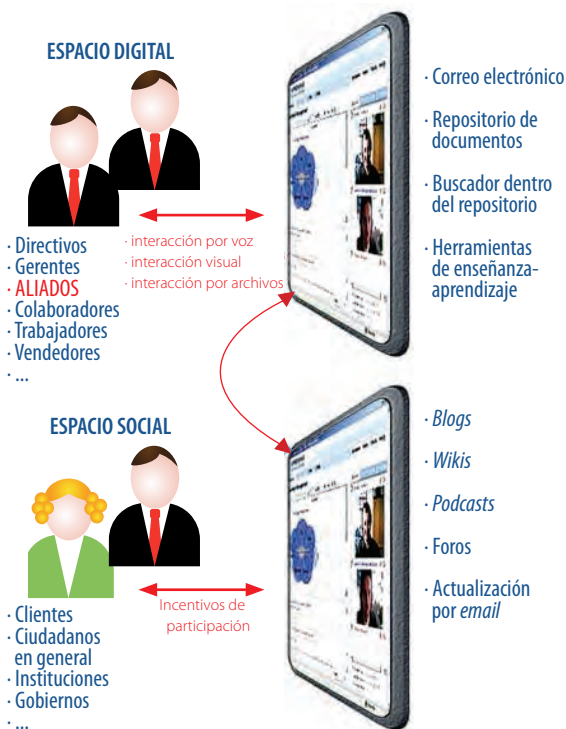 ESPACIO DIGITAL
· Directivos
· Gerentes
· ALIADOS
· Colaboradores
· Trabajadores
· Vendedores
· ...
· interacción por voz
· interacción visual
· interacción por archivos
· Correo electrónico
· Repositorio de
documentos
· Buscador dentro
del repositorio
· Herramientas
de enseñanza-
aprendizaje
ESPACIO SOCIAL
· Clientes
· Ciudadanos
en general
· Instituciones
· Gobiernos
· ...
Incentivos de
participación
· Blogs
· Wikis
· Podcasts
· Foros
· Actualización
por email